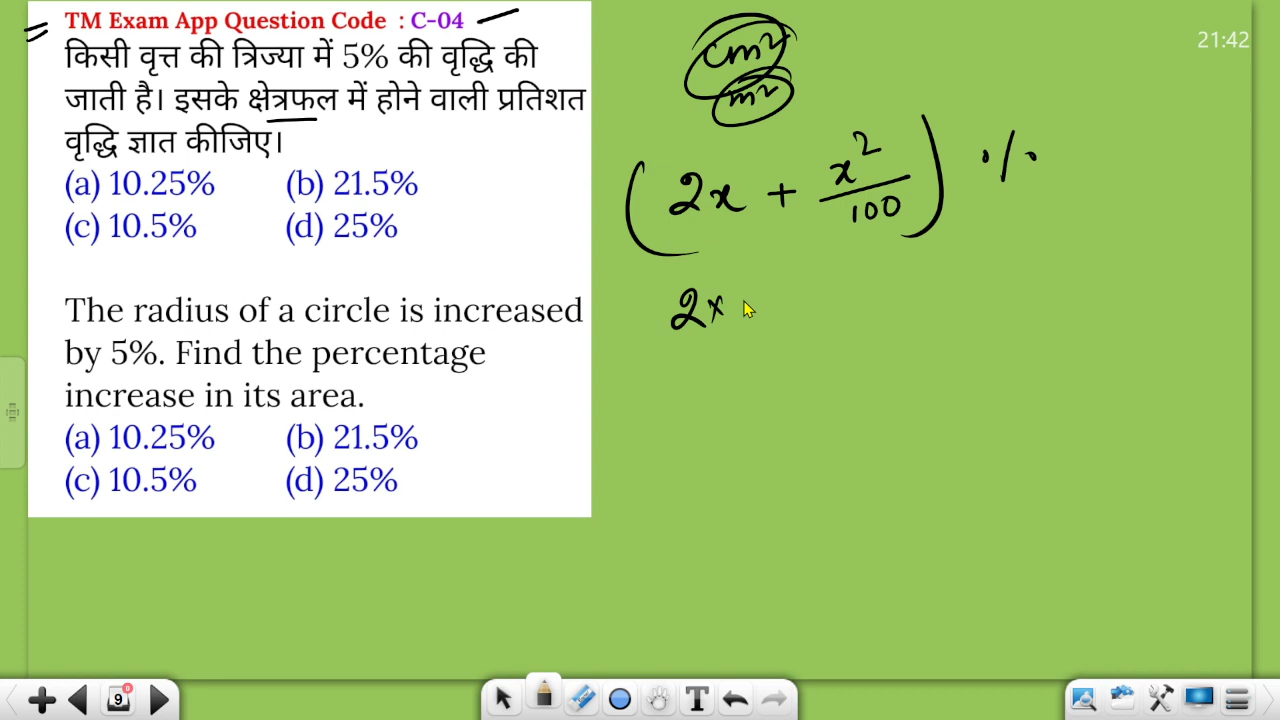 TM Exam App Question Code : C-04
किसी वृत्त की त्रिज्या में 5% की वृद्धि की
जाती है। इसके क्षेत्रफल में होने वाली प्रतिशत
वृद्धि ज्ञात कीजिए।
(a) 10.25% (b) 21.5%
(c) 10.5% (d) 25%
The radius of a circle is increased
by 5%. Find the percentage
increase in its area.
(a) 10.25% (b) 21.5%
(c) 10.5% (d) 25%
cm²
m²
(2x + x²/100) %
2×
21:42
9
0
T